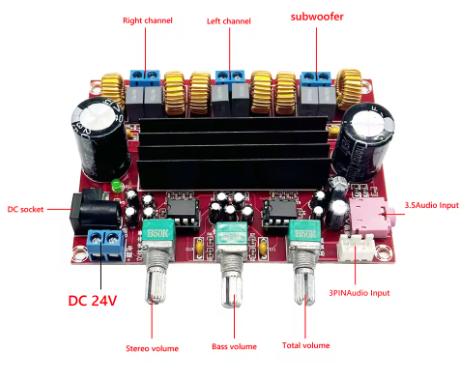 Right channel
Left channel
subwoofer
DC socket
3.5Audio Input
DC 24V
B50K
B50K
B50K
3PINAudio Input
Stereo volume
Bass volume
Total volume